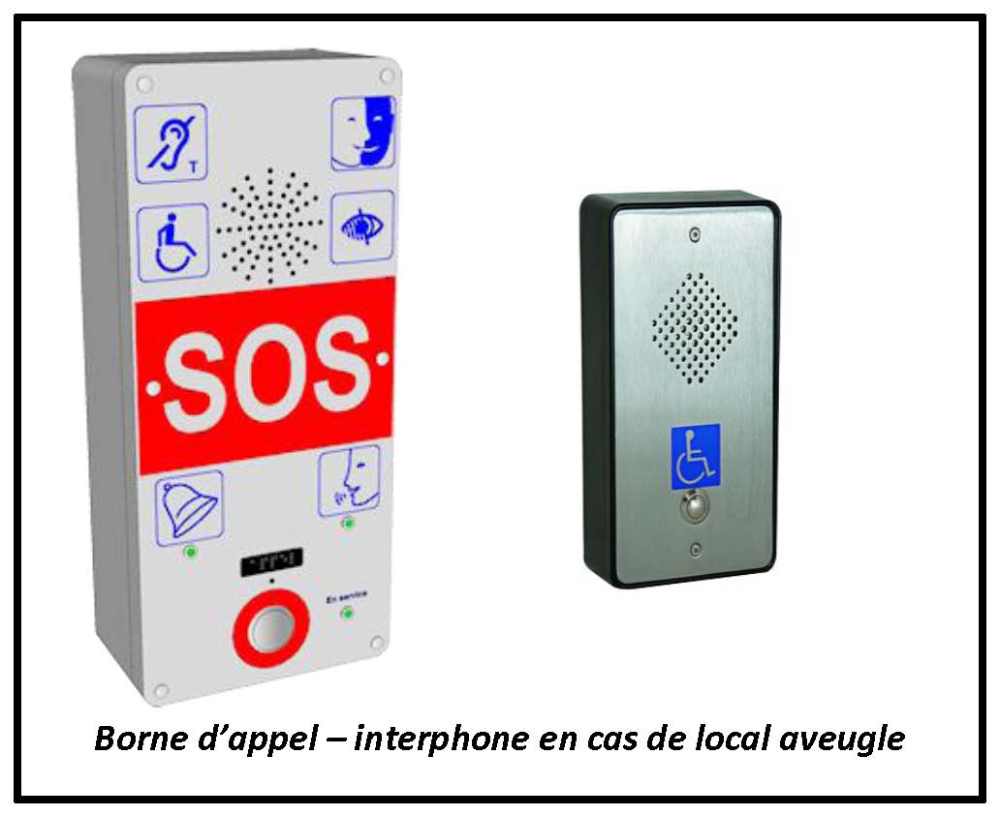 T
SOS
En service
Borne d’appel – interphone en cas de local aveugle